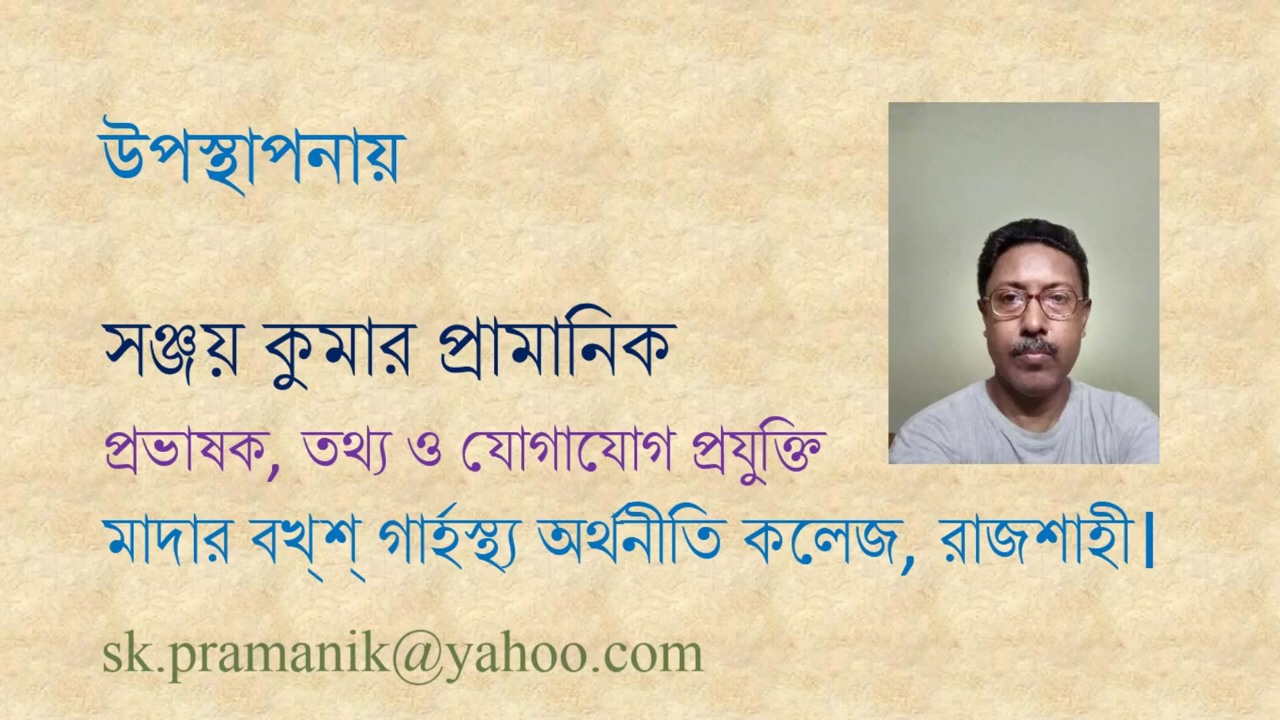 উপস্থাপনায়
সঞ্জয় কুমার প্রামানিক
প্রভাষক, তথ্য ও যোগাযোগ প্রযুক্তি
মাদার বখ্শ্ গার্হস্থ্য অর্থনীতি কলেজ, রাজশাহী।
sk.pramanik@yahoo.com